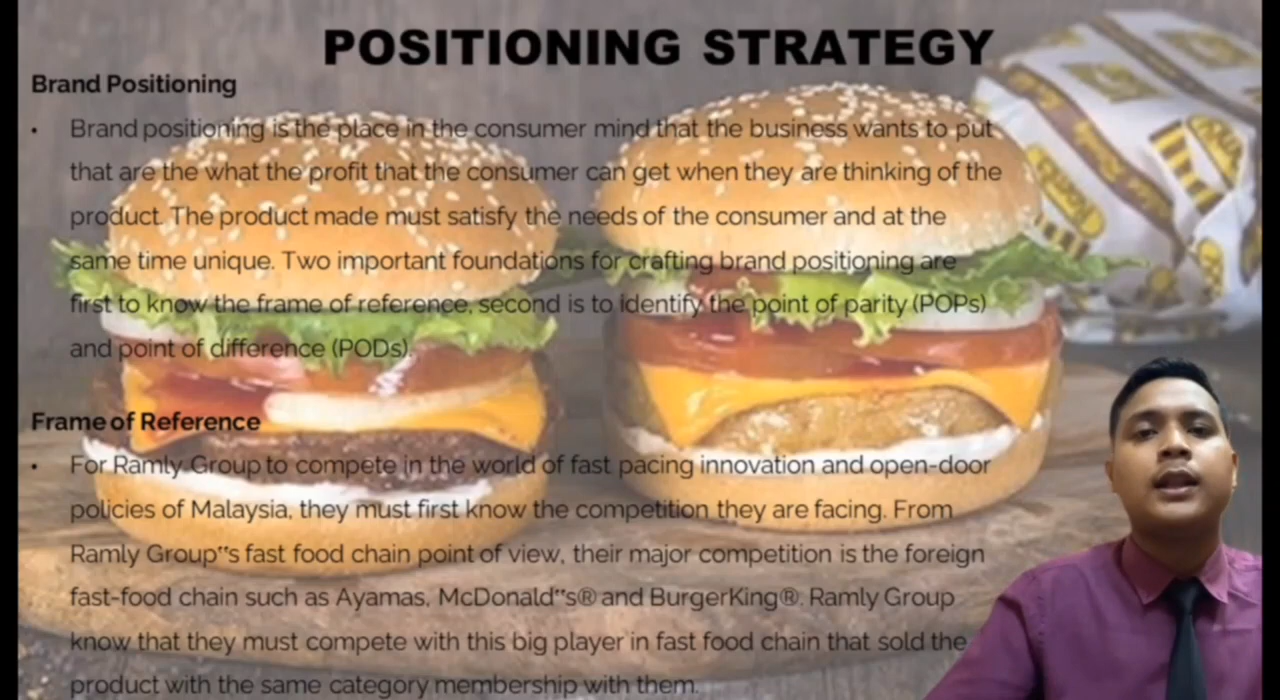 POSITIONING STRATEGY
Brand Positioning
• Brand positioning is the place in the consumer mind that the business wants to put
that are the what the profit that the consumer can get when they are thinking of the
product. The product made must satisfy the needs of the consumer and at the
same time unique. Two important foundations for crafting brand positioning are
first to know the frame of reference, second is to identify the point of parity (POPs)
and point of difference (PODs).
Frame of Reference
• For Ramly Group to compete in the world of fast pacing innovation and open-door
policies of Malaysia, they must first know the competition they are facing. From
Ramly Group‟s fast food chain point of view, their major competition is the foreign
fast-food chain such as Ayamas, McDonald‟s® and BurgerKing®. Ramly Group
know that they must compete with this big player in fast food chain that sold the
product with the same category membership with them.